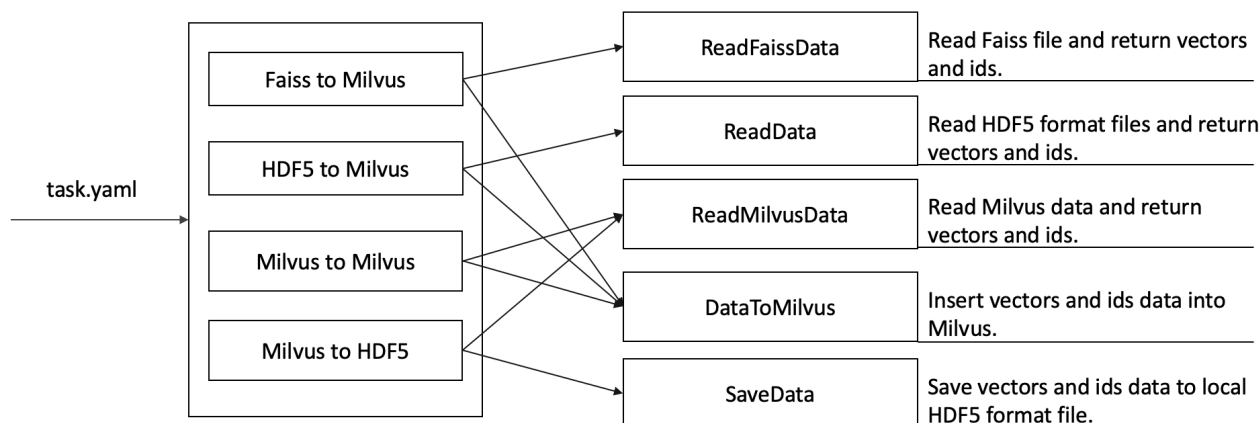 task.yaml
Faiss to Milvus
HDF5 to Milvus
Milvus to Milvus
Milvus to HDF5
ReadFaissData
Read Faiss file and return vectors
and ids.
ReadData
Read HDF5 format files and return
vectors and ids.
ReadMilvusData
Read Milvus data and return
vectors and ids.
DataToMilvus
Insert vectors and ids data into
Milvus.
SaveData
Save vectors and ids data to local
HDF5 format file.